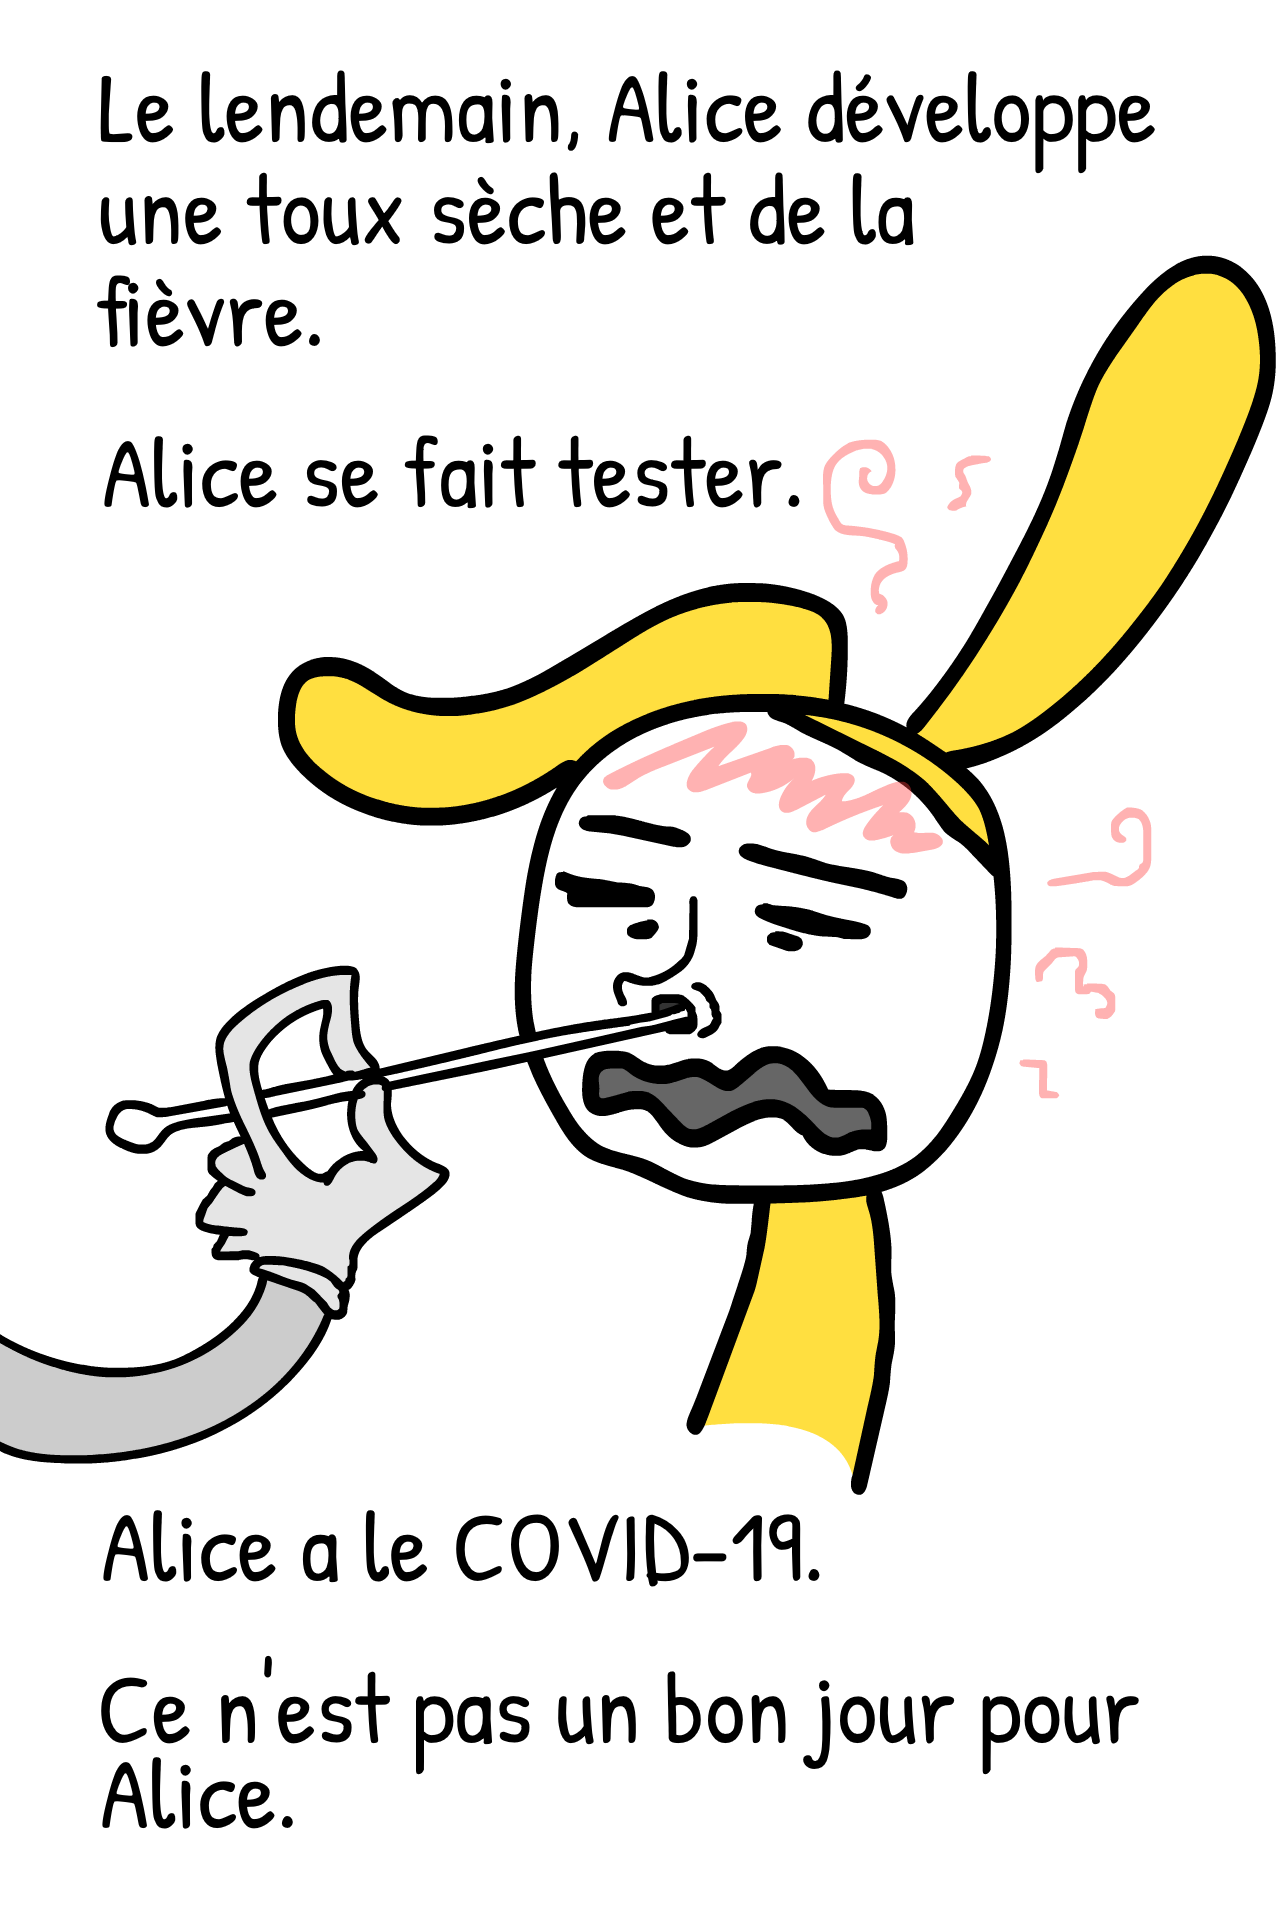 Le lendemain, Alice développe
une toux sèche et de la
fièvre.
Alice se fait tester.
Alice a le COVID-19.
Ce n'est pas un bon jour pour
Alice.